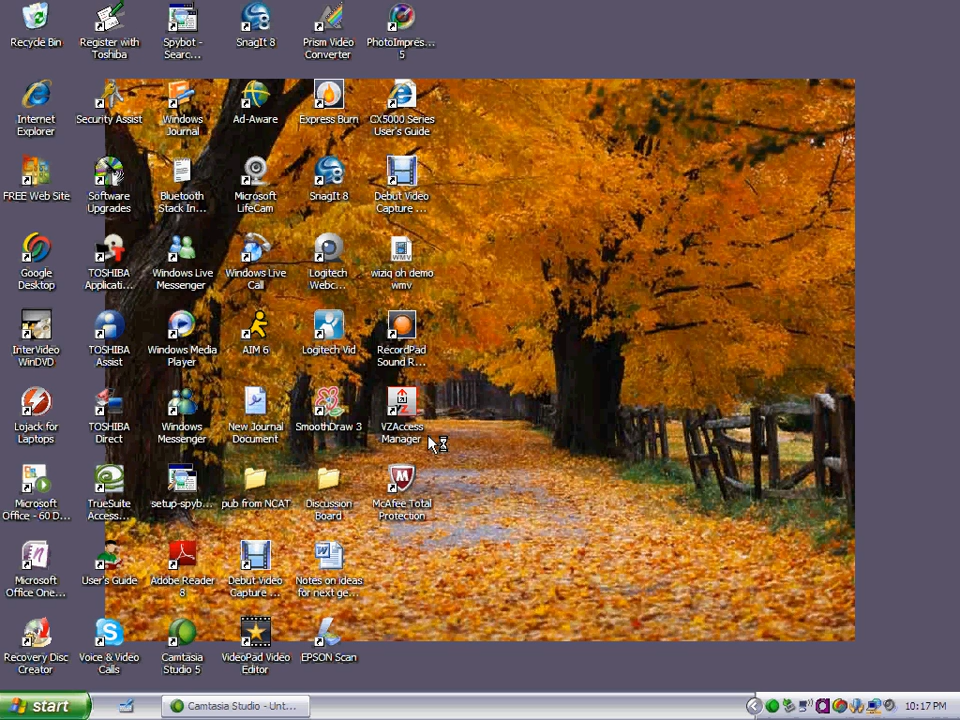 Recycle Bin
Register with
Toshiba
Spybot -
Searc...
SnagIt 8
Prism Video
Converter
PhotoImpres...
5
Internet
Explorer
Security Assist
Windows
Journal
Ad-Aware
Express Burn
CX5000 Series
User's Guide
FREE Web Site
Software
Upgrades
Bluetooth
Stack In...
Microsoft
LifeCam
SnagIt 8
Debut Video
Capture ...
Google
Desktop
TOSHIBA
Applicati...
Windows Live
Messenger
Windows Live
Call
Logitech
Webc...
wiziq oh demo
wmv
InterVideo
WinDVD
TOSHIBA
Assist
Windows Media
Player
AIM 6
Logitech Vid
RecordPad
Sound R...
Lojack for
Laptops
TOSHIBA
Direct
Windows
Messenger
New Journal
Document
SmoothDraw 3
VZAccess
Manager
Microsoft
Office - 60 D...
TrueSuite
Access...
setup-spyb...
pub from NCAT
Discussion
Board
McAfee Total
Protection
Microsoft
Office One...
User's Guide
Adobe Reader
8
Debut Video
Capture ...
Notes on Ideas
for next ge...
Recovery Disc
Creator
Voice & Video
Calls
Camtasia
Studio 5
VideoPad Video
Editor
EPSON Scan
start
Camtasia Studio - Unt...
10:17 PM